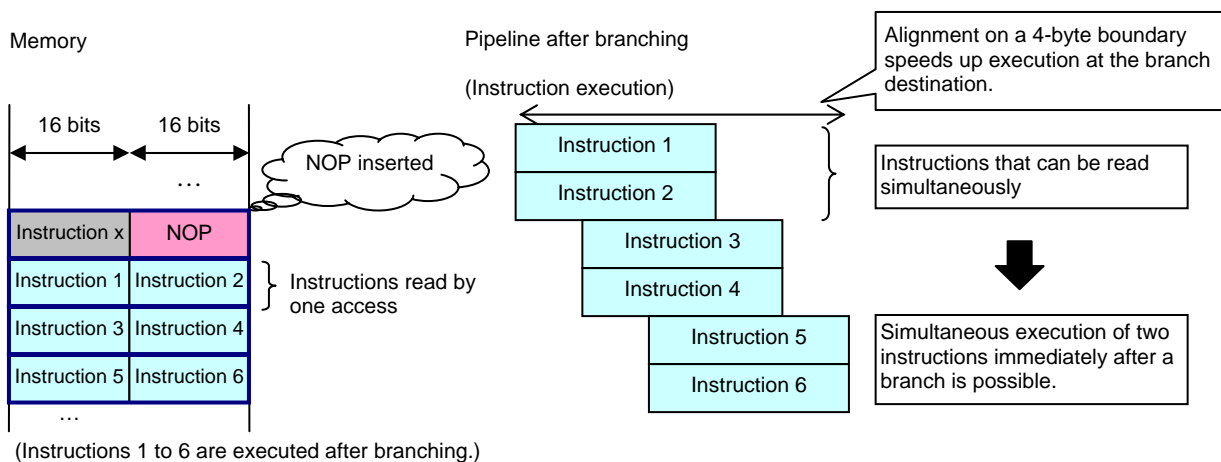 Memory
16 bits
16 bits
…
NOP inserted
Instruction x
NOP
Instruction 1
Instruction 2
Instruction 3
Instruction 4
Instruction 5
Instruction 6
…
Instructions read by
one access
(Instructions 1 to 6 are executed after branching.)
Pipeline after branching
(Instruction execution)
Instruction 1
Instruction 2
Instruction 3
Instruction 4
Instruction 5
Instruction 6
Alignment on a 4-byte boundary
speeds up execution at the branch
destination.
Instructions that can be read
simultaneously
Simultaneous execution of two
instructions immediately after a
branch is possible.